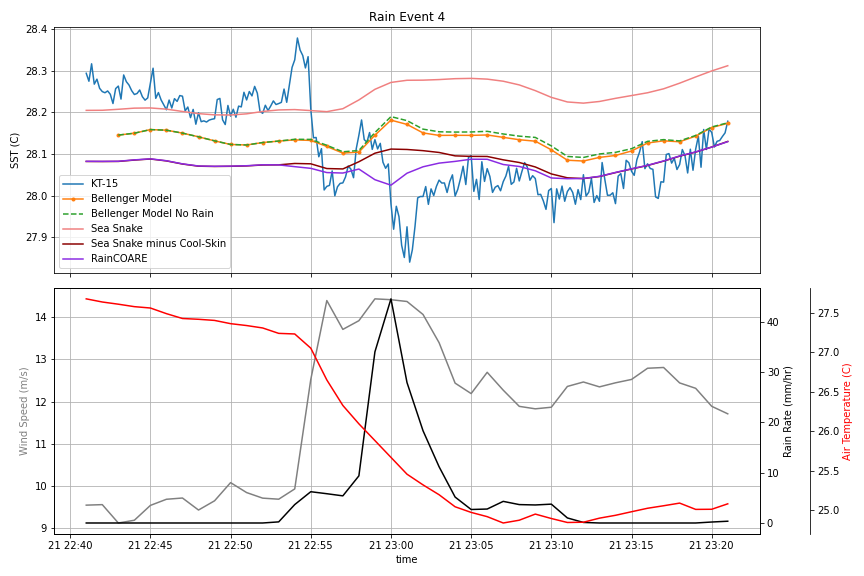 Rain Event 4
28.4
28.3
28.2
28.1
28.0
27.9
SST (C)
KT-15
Bellenger Model
Bellenger Model No Rain
Sea Snake
Sea Snake minus Cool-Skin
RainCOARE
14
13
12
11
10
9
Wind Speed (m/s)
40
30
20
10
0
Rain Rate (mm/hr)
27.5
27.0
26.5
26.0
25.5
25.0
Air Temperature (C)
21 22:40 21 22:45 21 22:50 21 22:55 21 23:00 21 23:05 21 23:10 21 23:15 21 23:20
time